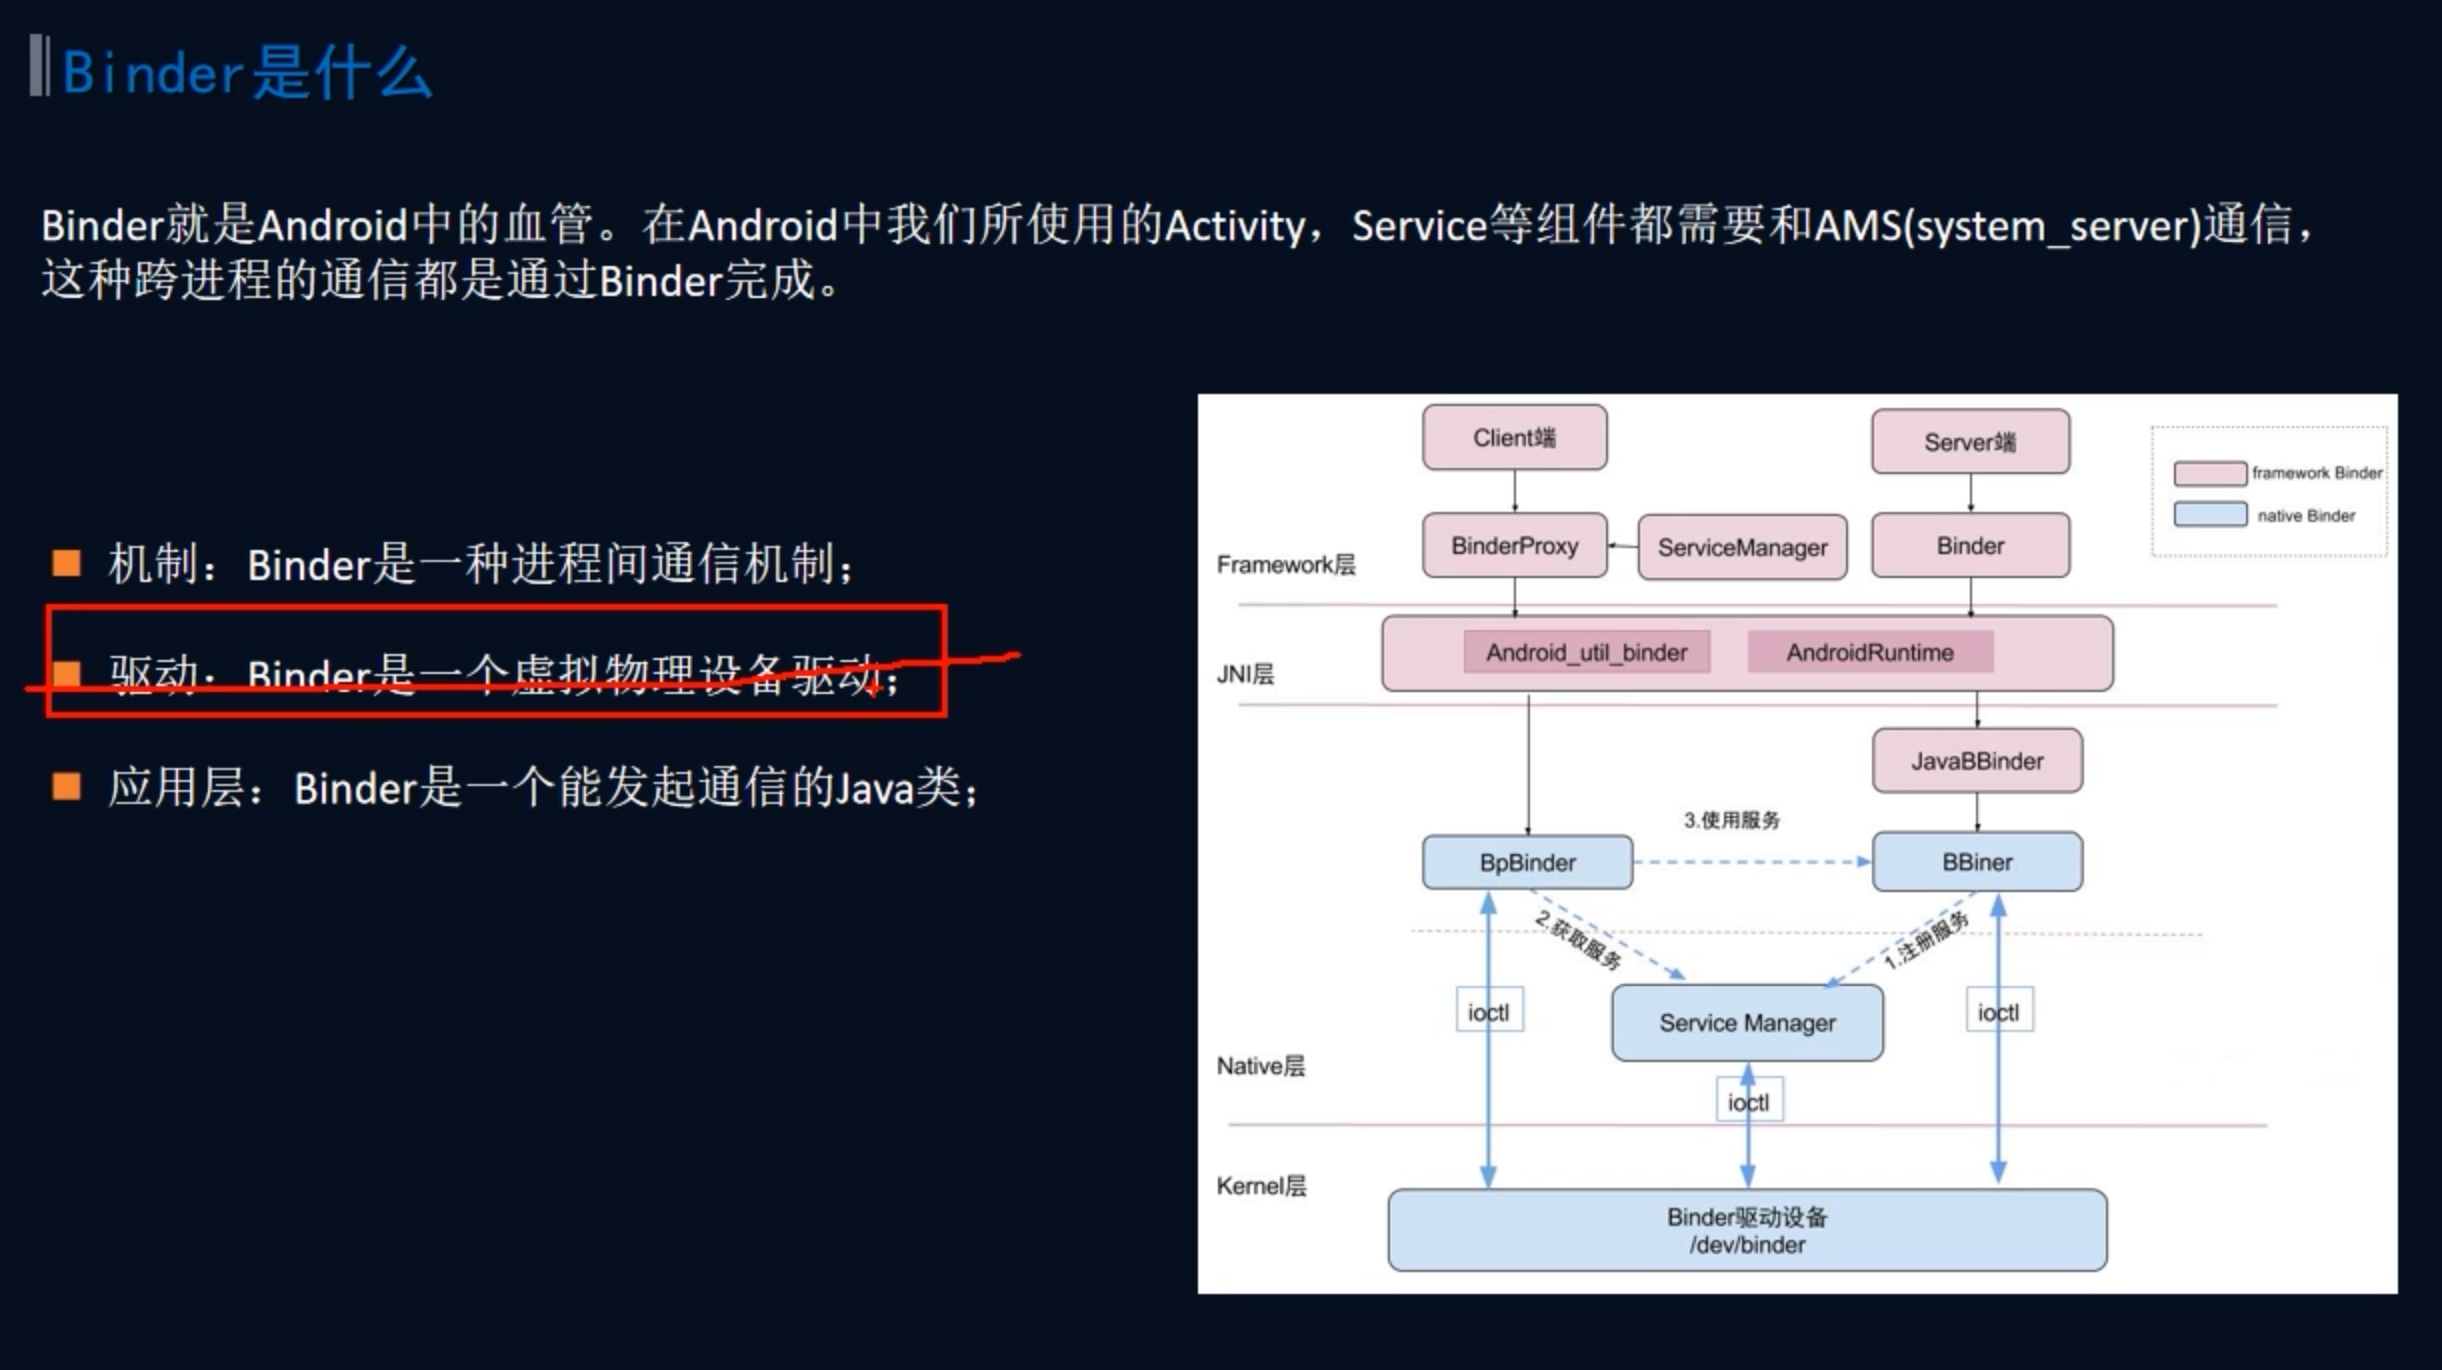 Binder是什么
Binder就是Android中的血管。在Android中我们所使用的Activity，Service等组件都需要和AMS(system_server)通信，
这种跨进程的通信都是通过Binder完成。
机制：Binder是一种进程间通信机制；
驱动：Binder是一个虚拟物理设备驱动；
应用层：Binder是一个能发起通信的Java类；
Client端
Server端
framework Binder
native Binder
BinderProxy
ServiceManager
Binder
Framework层
Android_util_binder
AndroidRuntime
JNI层
JavaBBinder
3.使用服务
BpBinder
BBiner
2.获取服务
1.注册服务
ioctl
Service Manager
ioctl
Native层
ioctl
Kernel层
Binder驱动设备
/dev/binder